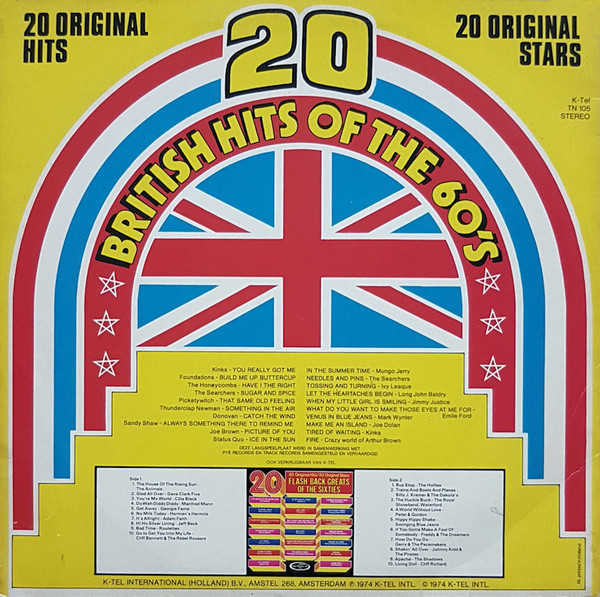 20 ORIGINAL
HITS
20
20 ORIGINAL
STARS
K-Tel
TN 105
STEREO
BRITISH HITS OF THE 60'S
Kinks - YOU REALLY GOT ME
Foundations - BUILD ME UP BUTTERCUP
The Honeycombs - HAVE I THE RIGHT
The Searchers - SUGAR AND SPICE
Picketywitch - THAT SAME OLD FEELING
Thunderclap Newman - SOMETHING IN THE AIR
Donovan - CATCH THE WIND
Sandy Shaw - ALWAYS SOMETHING THERE TO REMIND ME
Joe Brown - PICTURE OF YOU
Status Quo - ICE IN THE SUN
IN THE SUMMER TIME - Mungo Jerry
NEEDLES AND PINS - The Searchers
TOSSING AND TURNING - Ivy Leasque
LET THE HEARTACHES BEGIN - Long John Baldry
WHEN MY LITTLE GIRL IS SMILING - Jimmy Justice
WHAT DO YOU WANT TO MAKE THOSE EYES AT ME FOR -
Emile Ford
VENUS IN BLUE JEANS - Mark Wynter
MAKE ME AN ISLAND - Joe Dolan
TIRED OF WAITING - Kinks
FIRE - Crazy world of Arthur Brown
DEZE LANGSPEELPLAAT WERD IN SAMENWERKING MET
PYE RECORDS EN TRACK RECORDS SAMENGESTELD EN VERVAARDIGD
OOK VERKRIJGBAAR VAN K-TEL
Side 1
1. The House Of The Rising Sun -
The Animals
2. Glad All Over - Dave Clark Five
3. You're My World - Cilla Black
4. Do Wah Diddy Diddy - Manfred Mann
5. Get Away - Georgie Fame
6. No Milk Today - Herman's Hermits
7. It's Allright - Adam Faith
8. Hi Ho Silver Lining - Jeff Beck
9. Bad Time - Roulettes
10. Go to Get You Into My Life -
Cliff Bennett & The Rebel Rousers
20
20 Original Hits/20 Original Stars
FLASH BACK GREATS
OF THE SIXTIES
Side 2
1. Bus Stop - The Hollies
2. Trains And Boats And Planes -
Billy J. Kramer & The Dakota's
3. The Huckle Buck - The Royal
Showband, Waterford
4. A World Without Love -
Peter & Gordon
5. Hippy Hippy Shake -
Swinging Blue Jeans
6. If You Gotta Make A Fool Of
Somebody - Freddy & The Dreamers
7. How Do You Do -
Gerry & The Pacemakers
8. Shakin' All Over - Johnny Kidd &
The Pirates
9. Apache - The Shadows
10. Living Doll - Cliff Richard
K-TEL INTERNATIONAL (HOLLAND) B.V., AMSTEL 268, AMSTERDAM ℗ 1974 K-TEL INTL. © 1974 K-TEL INTL.